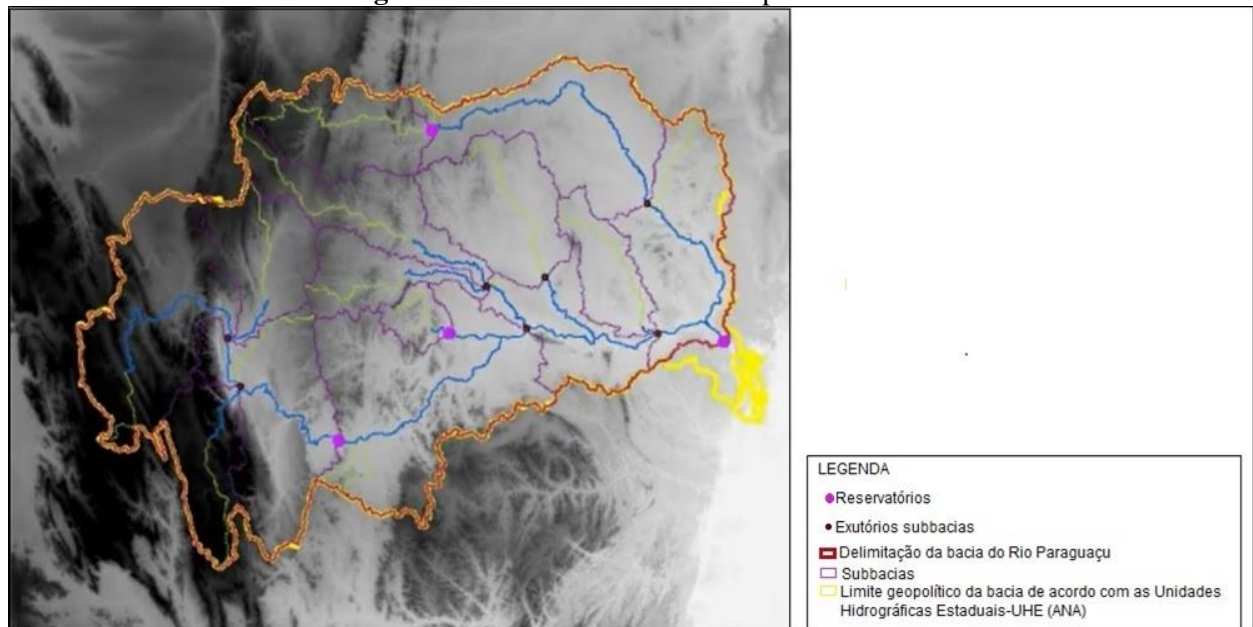 LEGENDA
Reservatórios
Exutórios subbacias
Delimitação da bacia do Rio Paraguaçu
Subbacias
Limite geopolítico da bacia de acordo com as Unidades
Hidrográficas Estaduais-UHE (ANA)